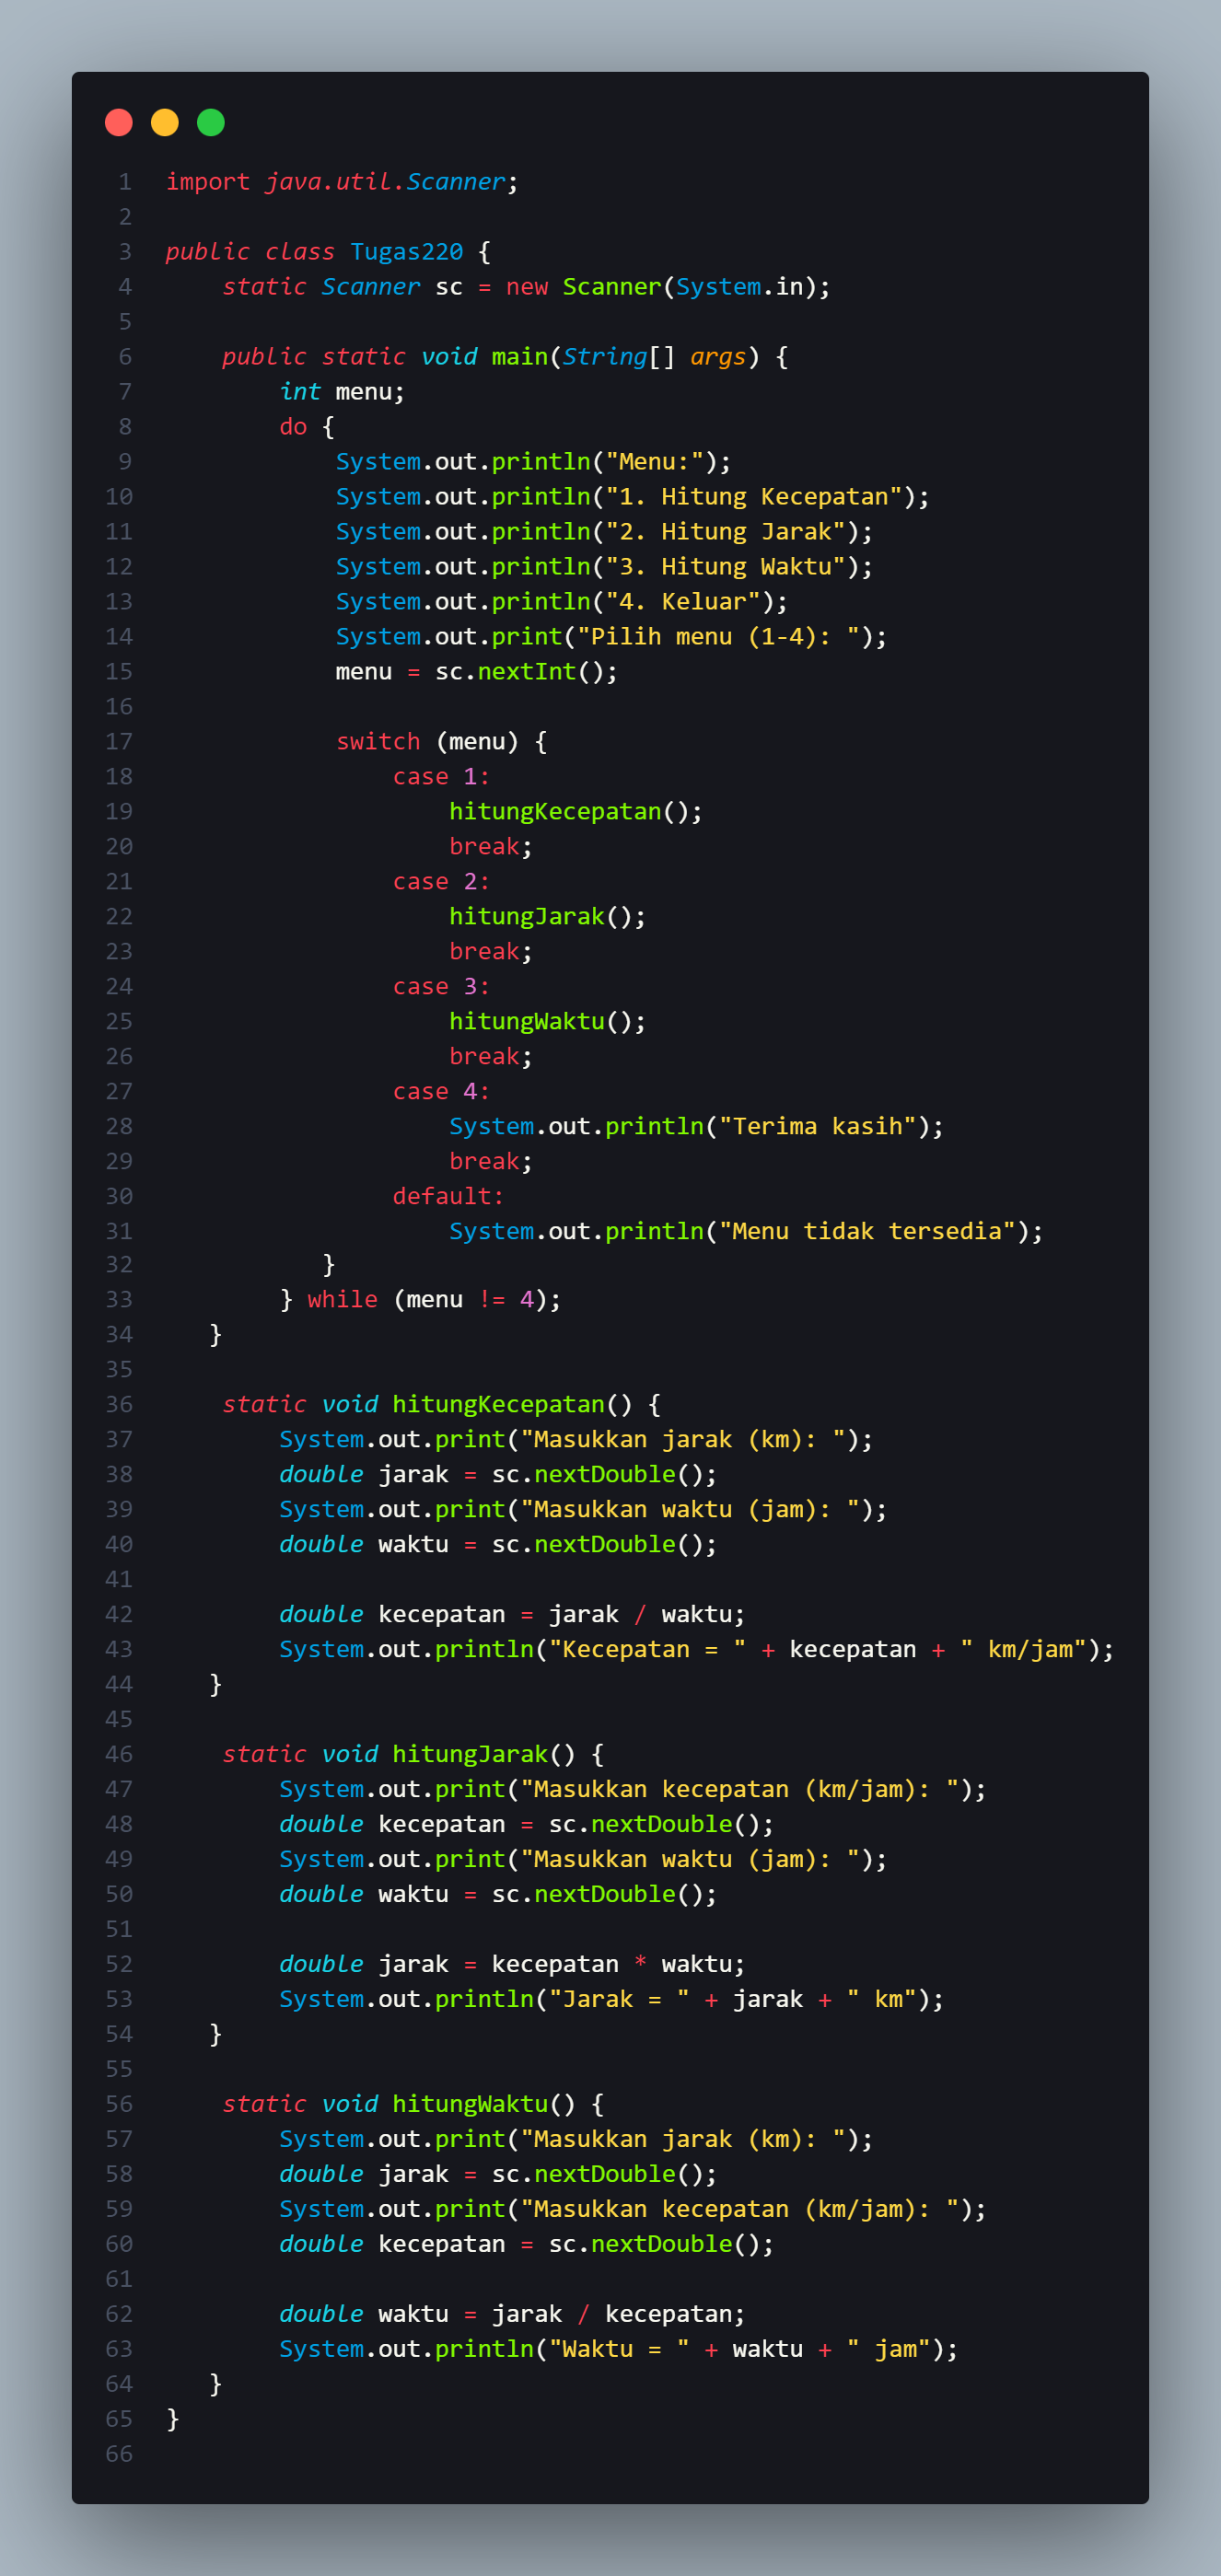 1 import java.util.Scanner;
2
3 public class Tugas220 {
4     static Scanner sc = new Scanner(System.in);
5
6     public static void main(String[] args) {
7         int menu;
8         do {
9             System.out.println("Menu:");
10             System.out.println("1. Hitung Kecepatan");
11             System.out.println("2. Hitung Jarak");
12             System.out.println("3. Hitung Waktu");
13             System.out.println("4. Keluar");
14             System.out.print("Pilih menu (1-4): ");
15             menu = sc.nextInt();
16
17             switch (menu) {
18                 case 1:
19                     hitungKecepatan();
20                     break;
21                 case 2:
22                     hitungJarak();
23                     break;
24                 case 3:
25                     hitungWaktu();
26                     break;
27                 case 4:
28                     System.out.println("Terima kasih");
29                     break;
30                 default:
31                     System.out.println("Menu tidak tersedia");
32            }
33         } while (menu != 4);
34    }
35
36     static void hitungKecepatan() {
37         System.out.print("Masukkan jarak (km): ");
38         double jarak = sc.nextDouble();
39         System.out.print("Masukkan waktu (jam): ");
40         double waktu = sc.nextDouble();
41
42         double kecepatan = jarak / waktu;
43         System.out.println("Kecepatan = " + kecepatan + " km/jam");
44    }
45
46     static void hitungJarak() {
47         System.out.print("Masukkan kecepatan (km/jam): ");
48         double kecepatan = sc.nextDouble();
49         System.out.print("Masukkan waktu (jam): ");
50         double waktu = sc.nextDouble();
51
52         double jarak = kecepatan * waktu;
53         System.out.println("Jarak = " + jarak + " km");
54    }
55
56     static void hitungWaktu() {
57         System.out.print("Masukkan jarak (km): ");
58         double jarak = sc.nextDouble();
59         System.out.print("Masukkan kecepatan (km/jam): ");
60         double kecepatan = sc.nextDouble();
61
62         double waktu = jarak / kecepatan;
63         System.out.println("Waktu = " + waktu + " jam");
64    }
65 }
66